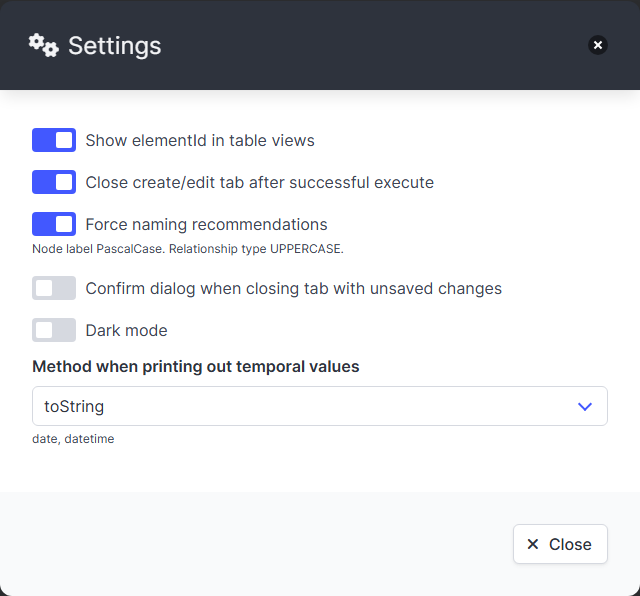 Settings
Show elementId in table views
Close create/edit tab after successful execute
Force naming recommendations
Node label PascalCase. Relationship type UPPERCASE.
Confirm dialog when closing tab with unsaved changes
Dark mode
Method when printing out temporal values
toString
date, datetime
Close